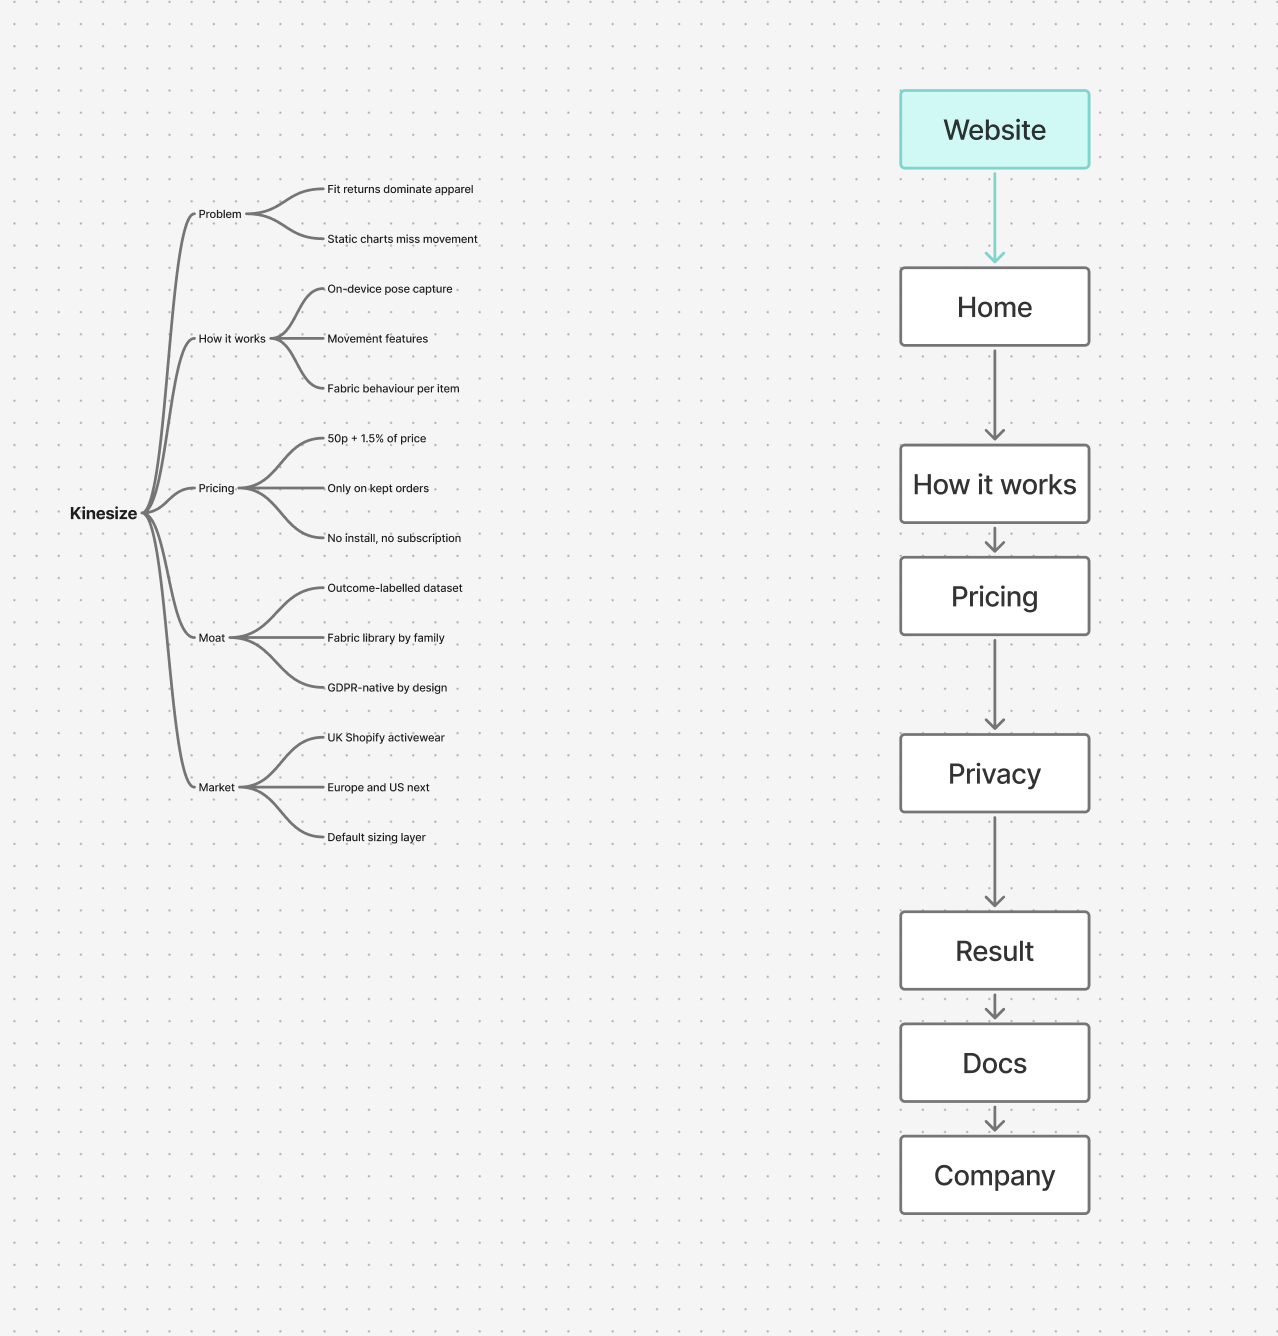 Kinesize
Problem
Fit returns dominate apparel
Static charts miss movement
How it works
On-device pose capture
Movement features
Fabric behaviour per item
Pricing
50p + 1.5% of price
Only on kept orders
No install, no subscription
Moat
Outcome-labelled dataset
Fabric library by family
GDPR-native by design
Market
UK Shopify activewear
Europe and US next
Default sizing layer
Website
Home
How it works
Pricing
Privacy
Result
Docs
Company